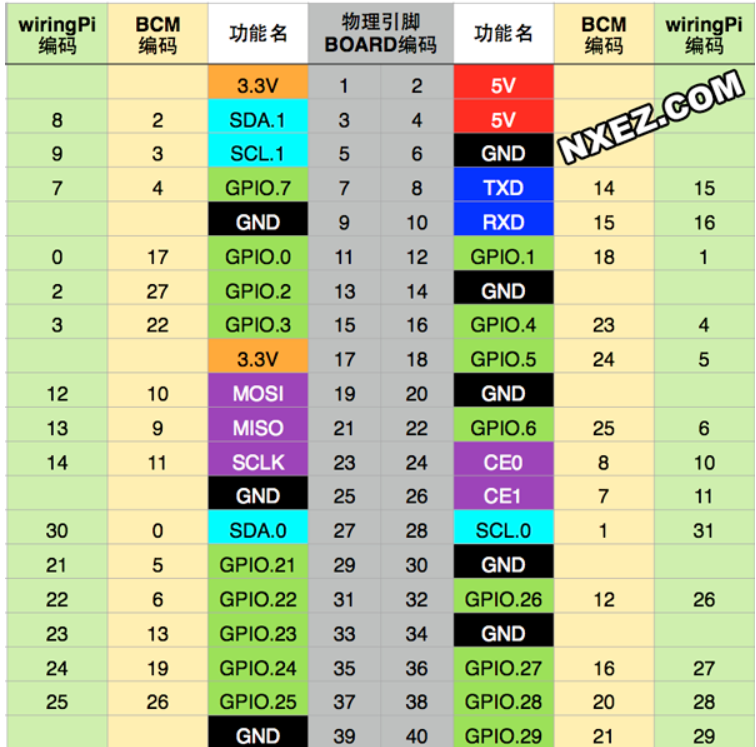 wiringPi 编码 BCM 编码 功能名 物理引脚 BOARD编码 功能名 BCM 编码 wiringPi 编码
3.3V 1 2 5V
8 2 SDA.1 3 4 5V
9 3 SCL.1 5 6 GND
7 4 GPIO.7 7 8 TXD 14 15
GND 9 10 RXD 15 16
0 17 GPIO.0 11 12 GPIO.1 18 1
2 27 GPIO.2 13 14 GND
3 22 GPIO.3 15 16 GPIO.4 23 4
3.3V 17 18 GPIO.5 24 5
12 10 MOSI 19 20 GND
13 9 MISO 21 22 GPIO.6 25 6
14 11 SCLK 23 24 CE0 8 10
GND 25 26 CE1 7 11
30 0 SDA.0 27 28 SCL.0 1 31
21 5 GPIO.21 29 30 GND
22 6 GPIO.22 31 32 GPIO.26 12 26
23 13 GPIO.23 33 34 GND
24 19 GPIO.24 35 36 GPIO.27 16 27
25 26 GPIO.25 37 38 GPIO.28 20 28
GND 39 40 GPIO.29 21 29
NXEZ.COM